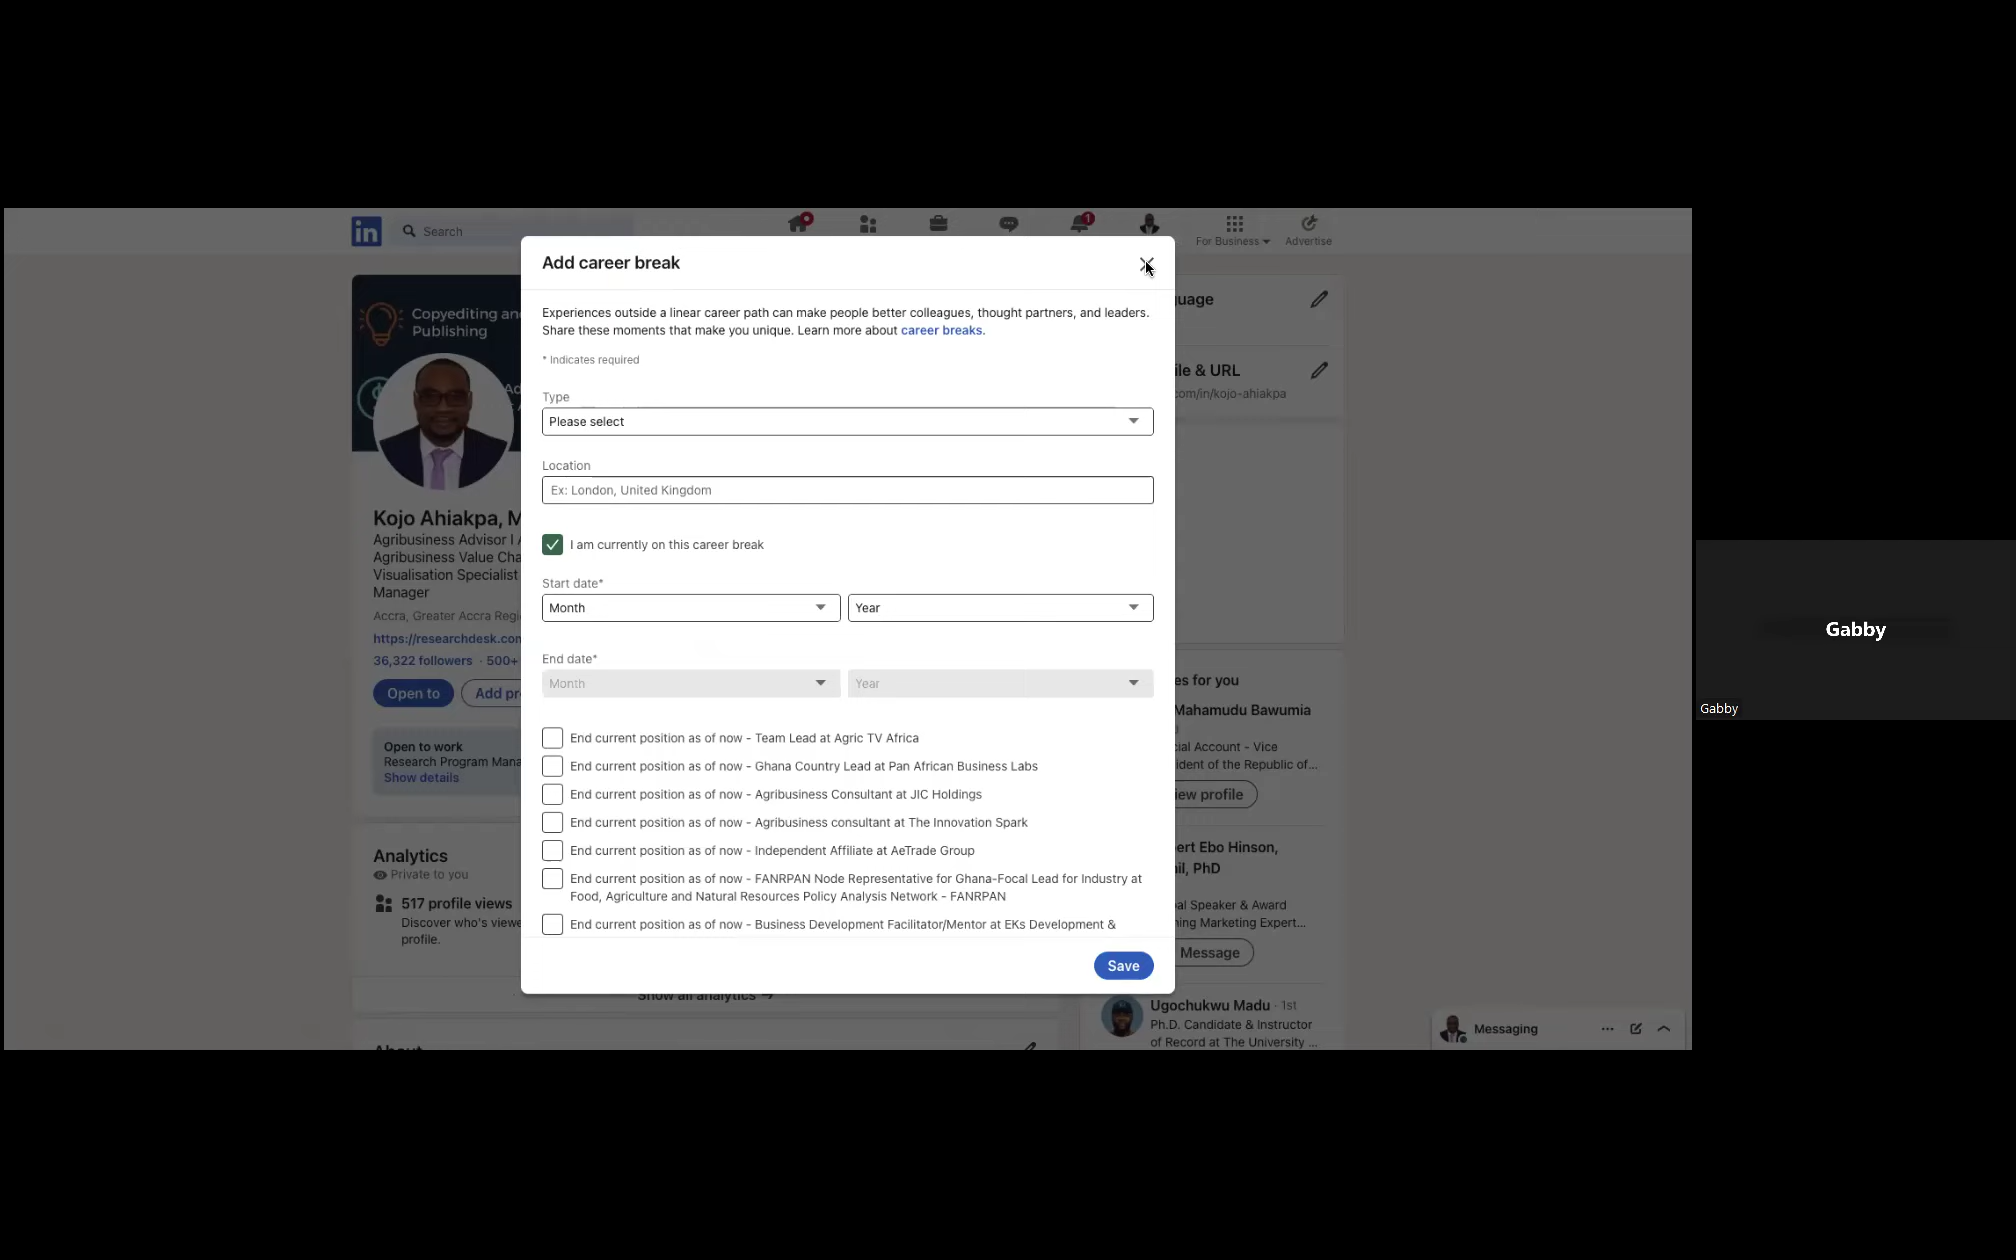 in
Search
1
For Business
Advertise
Add career break
Experiences outside a linear career path can make people better colleagues, thought partners, and leaders.
Share these moments that make you unique. Learn more about career breaks.
* Indicates required
Type
Please select
Location
Ex: London, United Kingdom
I am currently on this career break
Start date*
Month
Year
End date*
Month
Year
End current position as of now - Team Lead at Agric TV Africa
End current position as of now - Ghana Country Lead at Pan African Business Labs
End current position as of now - Agribusiness Consultant at JIC Holdings
End current position as of now - Agribusiness consultant at The Innovation Spark
End current position as of now - Independent Affiliate at AeTrade Group
End current position as of now - FANRPAN Node Representative for Ghana-Focal Lead for Industry at
Food, Agriculture and Natural Resources Policy Analysis Network - FANRPAN
End current position as of now - Business Development Facilitator/Mentor at EKs Development &
Save
Copyediting an
Publishing
Ad
Kojo Ahiakpa, M
Agribusiness Advisor I A
Agribusiness Value Cha
Visualisation Specialist
Manager
Accra, Greater Accra Regi
https://researchdesk.con
36,322 followers · 500+
Open to
Add pr
Open to work
Research Program Mana
Show details
Analytics
Private to you
517 profile views
Discover who's viewe
profile.
Show all analytics →
About
uage
ile & URL
com/in/kojo-ahiakpa
es for you
Mahamudu Bawumia
cial Account - Vice
ident of the Republic of...
iew profile
ert Ebo Hinson,
il, PhD
al Speaker & Award
ning Marketing Expert...
Message
Ugochukwu Madu · 1st
Ph.D. Candidate & Instructor
of Record at The University ...
Messaging
Gabby
Gabby